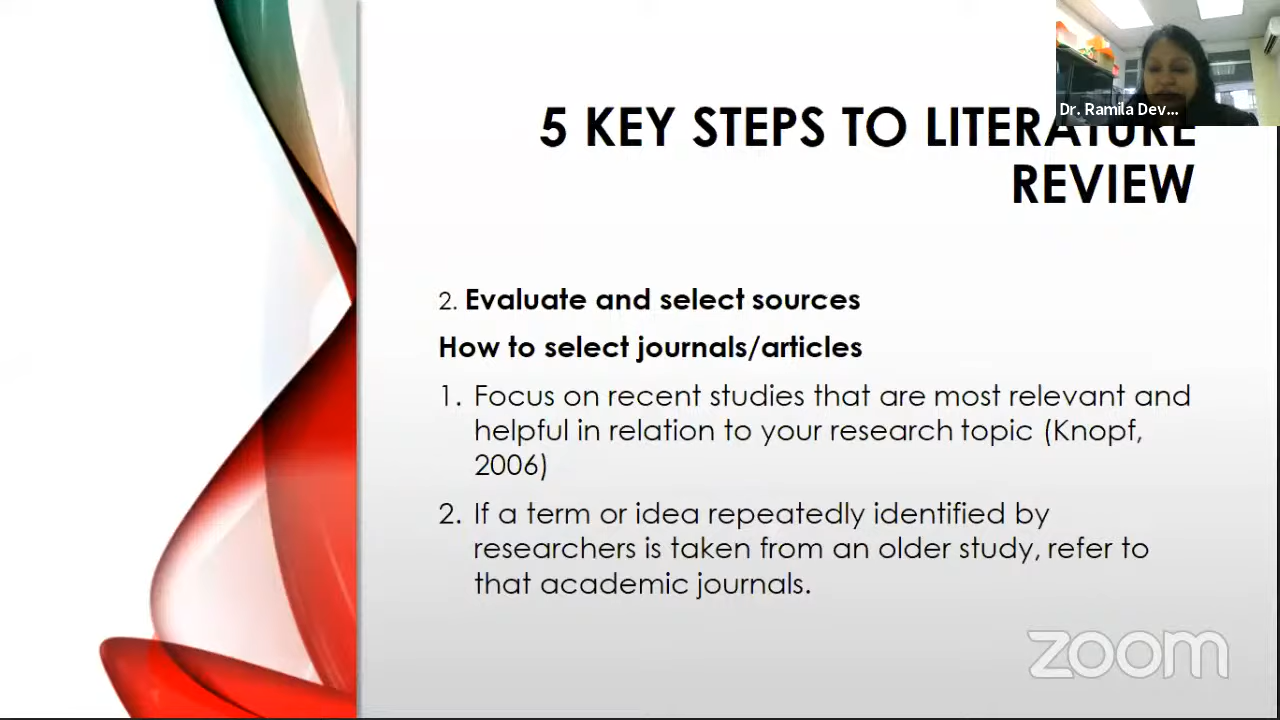 Dr. Ramila Dev...
5 KEY STEPS TO LITERATURE
REVIEW
2. Evaluate and select sources
How to select journals/articles
1. Focus on recent studies that are most relevant and
helpful in relation to your research topic (Knopf,
2006)
2. If a term or idea repeatedly identified by
researchers is taken from an older study, refer to
that academic journals.
zoom